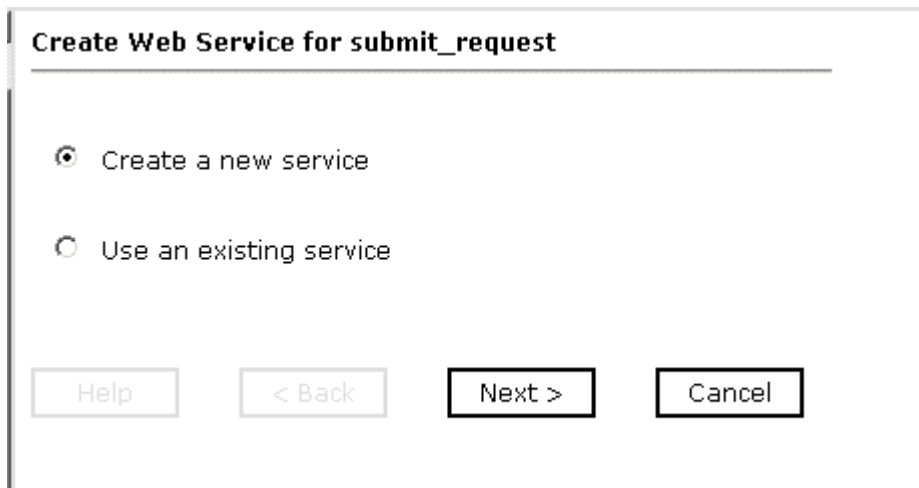 Create Web Service for submit_request
Create a new service
Use an existing service
Help < Back Next > Cancel